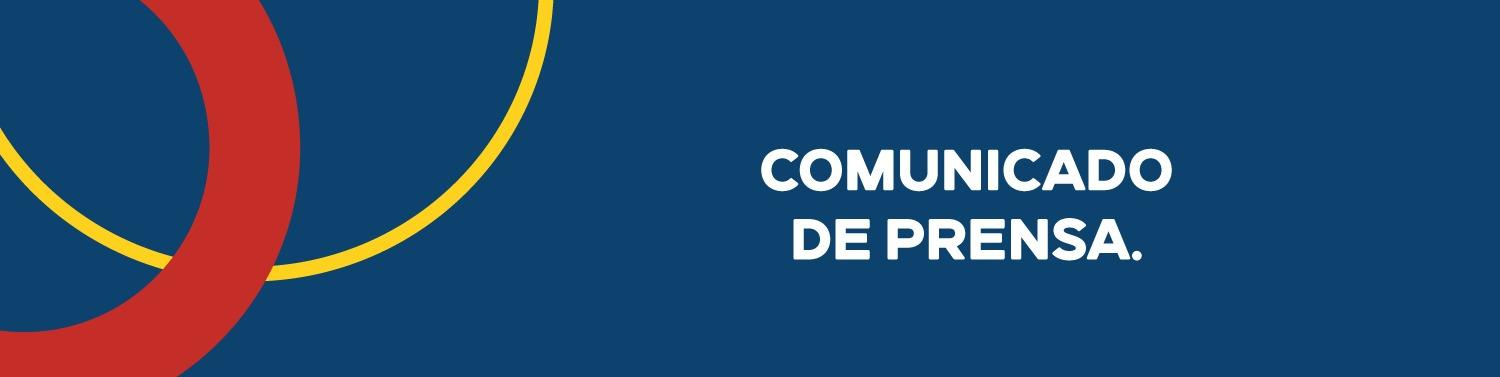 COMUNICADO
DE PRENSA.